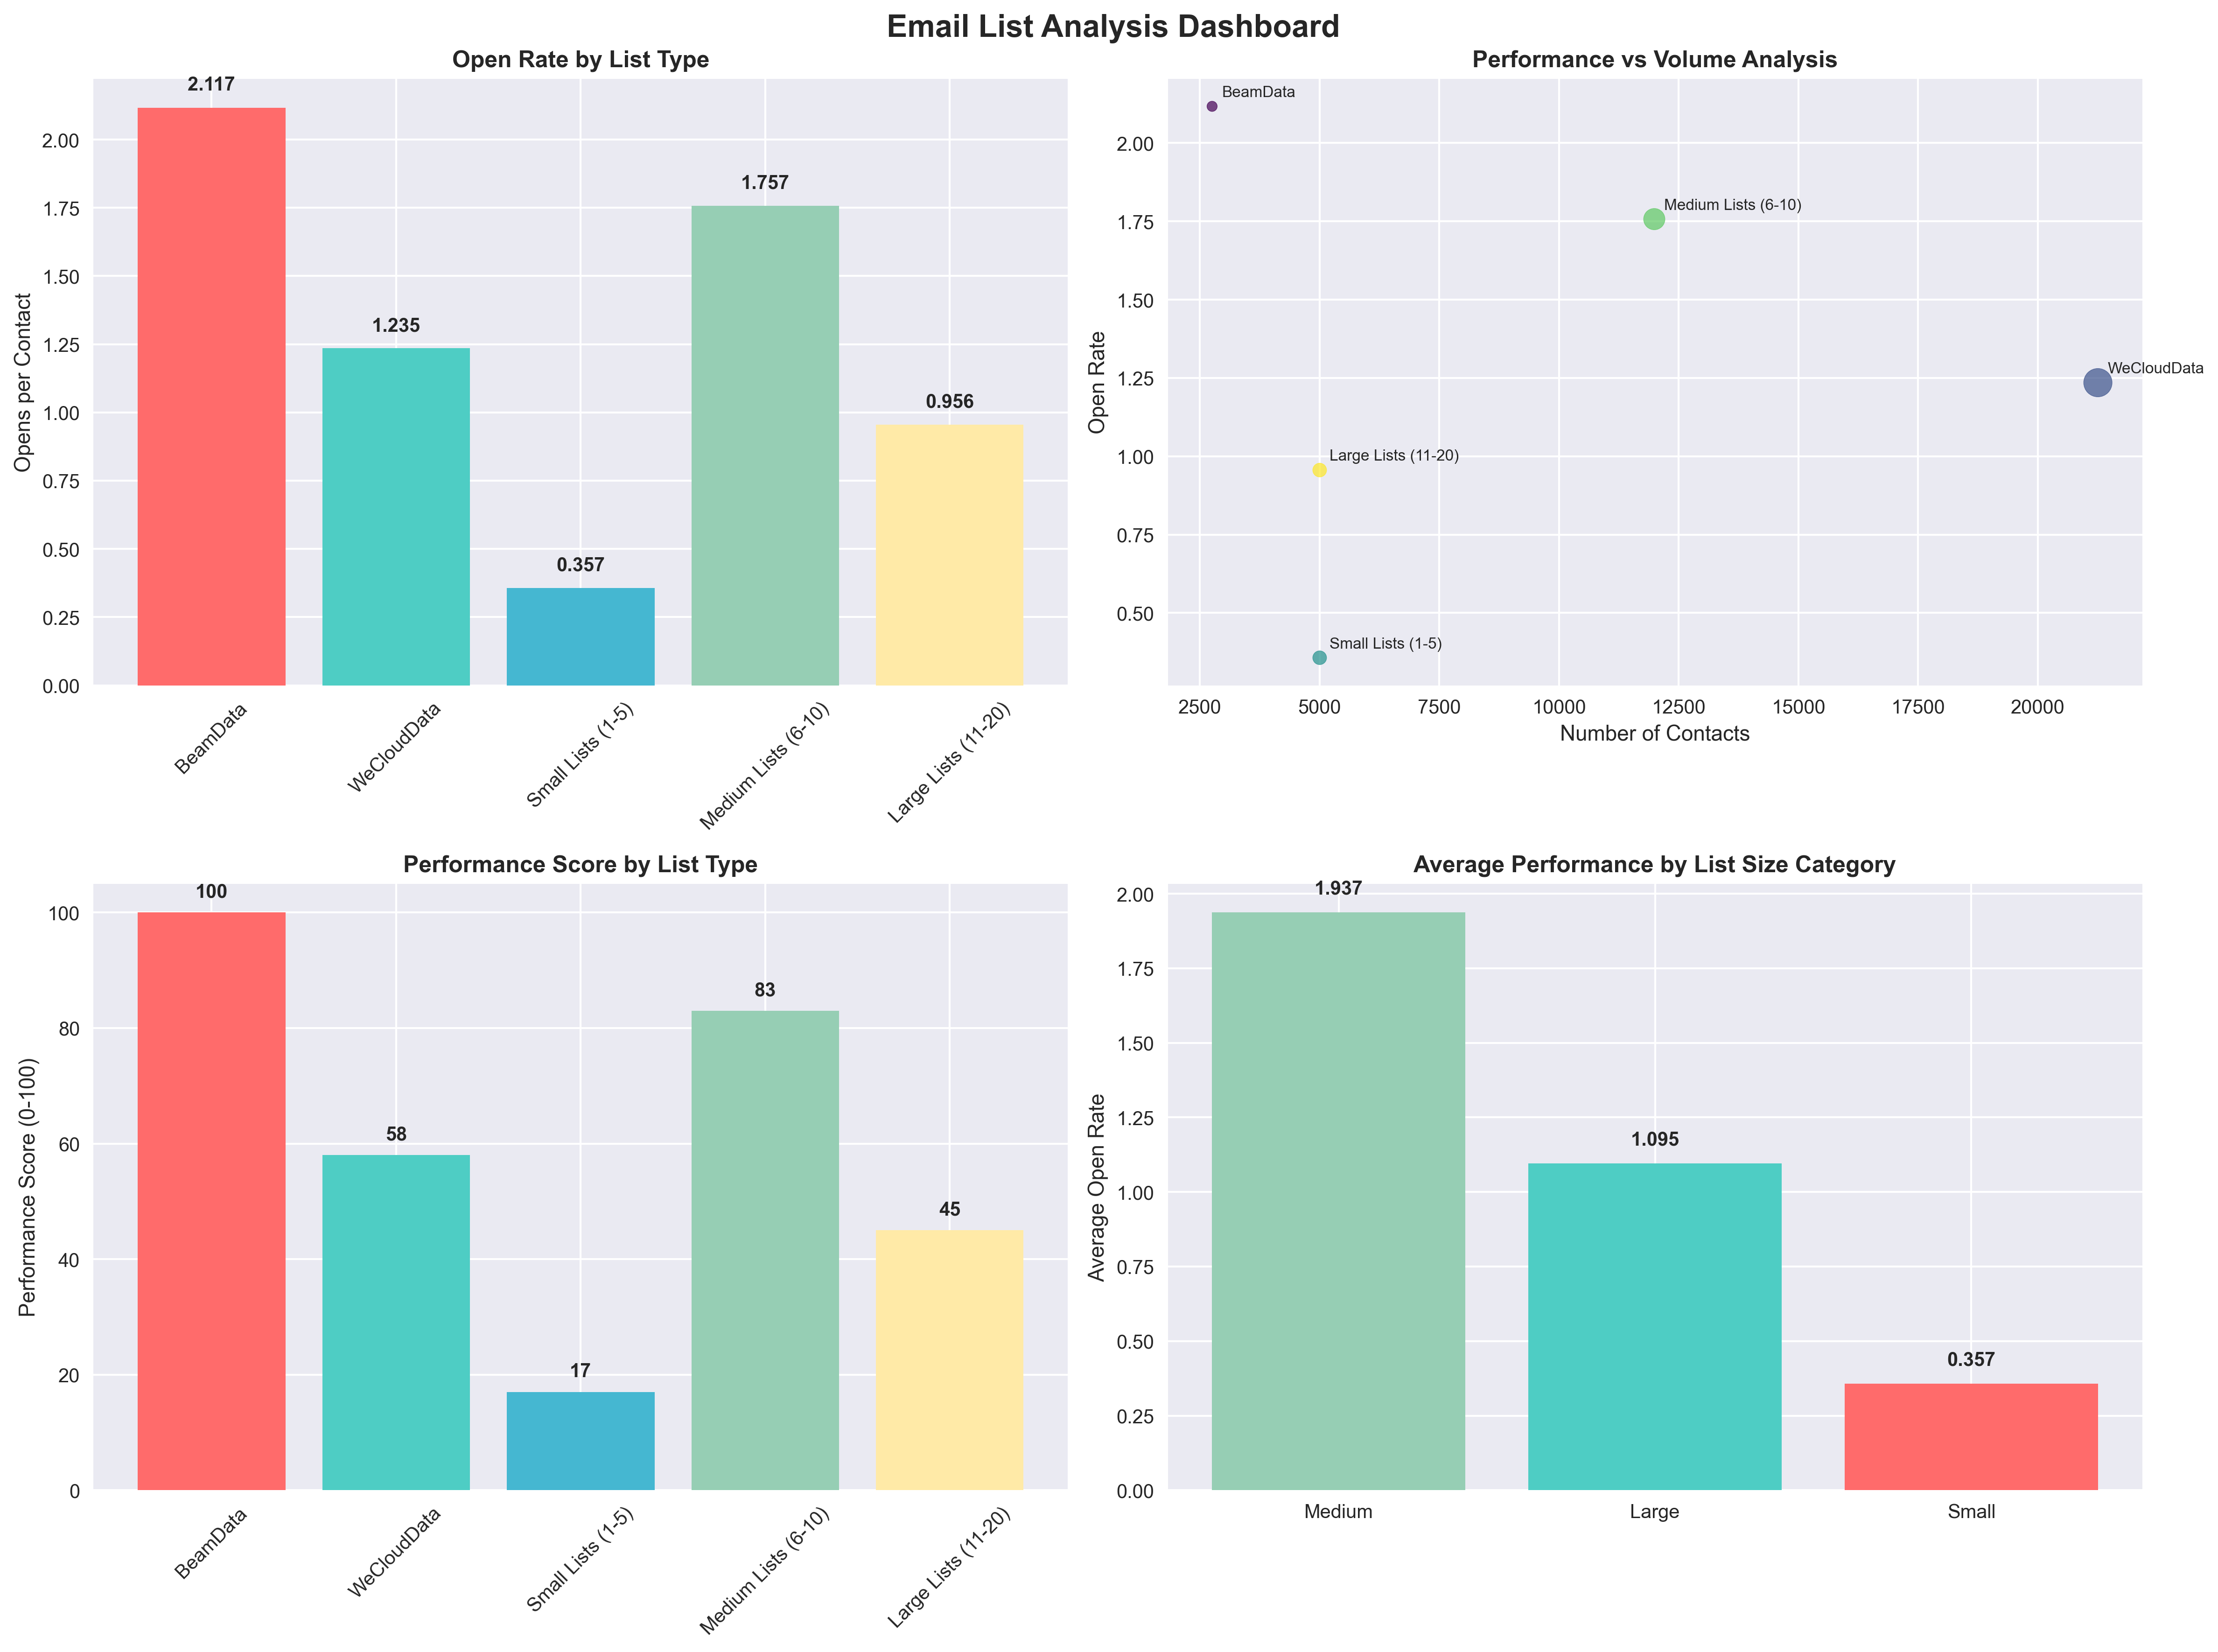 Email List Analysis Dashboard
Open Rate by List Type
Opens per Contact
2.00
1.75
1.50
1.25
1.00
0.75
0.50
0.25
0.00
2.117
1.235
0.357
1.757
0.956
BeamData
WeCloudData
Small Lists (1-5)
Medium Lists (6-10)
Large Lists (11-20)
Performance vs Volume Analysis
Open Rate
2.00
1.75
1.50
1.25
1.00
0.75
0.50
BeamData
Medium Lists (6-10)
WeCloudData
Large Lists (11-20)
Small Lists (1-5)
2500 5000 7500 10000 12500 15000 17500 20000
Number of Contacts
Performance Score by List Type
Performance Score (0-100)
100
80
60
40
20
0
100
58
17
83
45
BeamData
WeCloudData
Small Lists (1-5)
Medium Lists (6-10)
Large Lists (11-20)
Average Performance by List Size Category
Average Open Rate
2.00
1.75
1.50
1.25
1.00
0.75
0.50
0.25
0.00
1.937
1.095
0.357
Medium Large Small